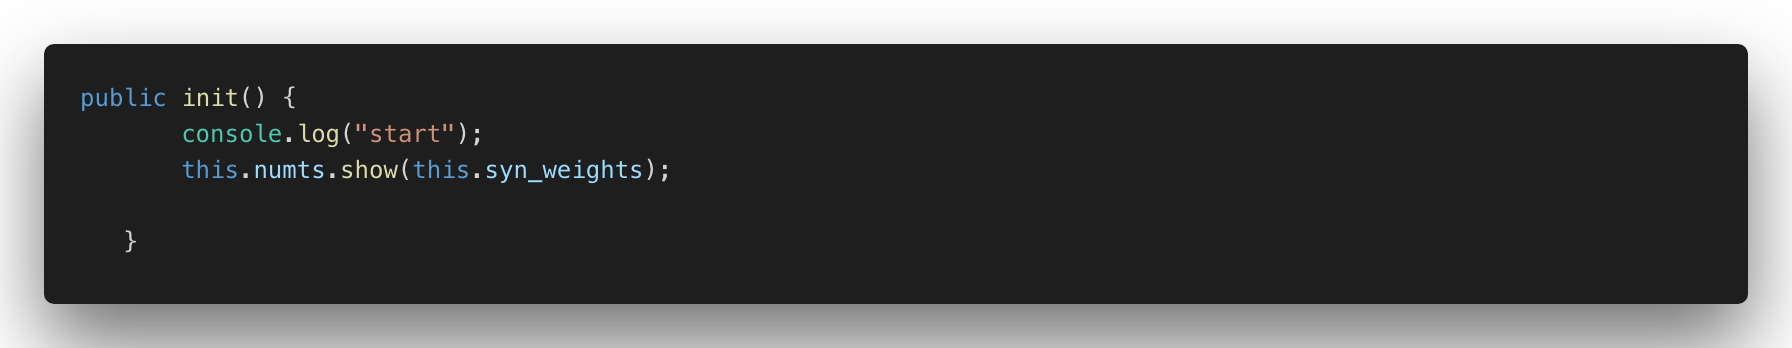 public init() {
console.log("start");
this.numts.show(this.syn_weights);
}